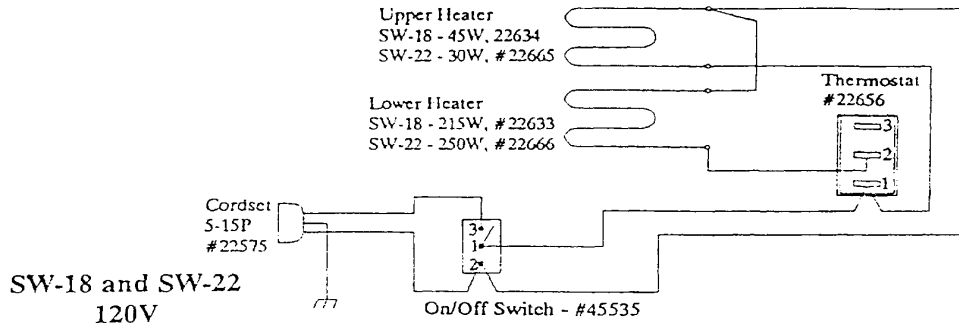 Upper Heater
SW-18 - 45W, 22634
SW-22 - 30W, #22665
Thermostat
#22656
3
2
1
Lower Heater
SW-18 - 215W, #22633
SW-22 - 250W, #22666
Cordset
5-15P
#22575
3
1
2
SW-18 and SW-22
120V
On/Off Switch - #45535